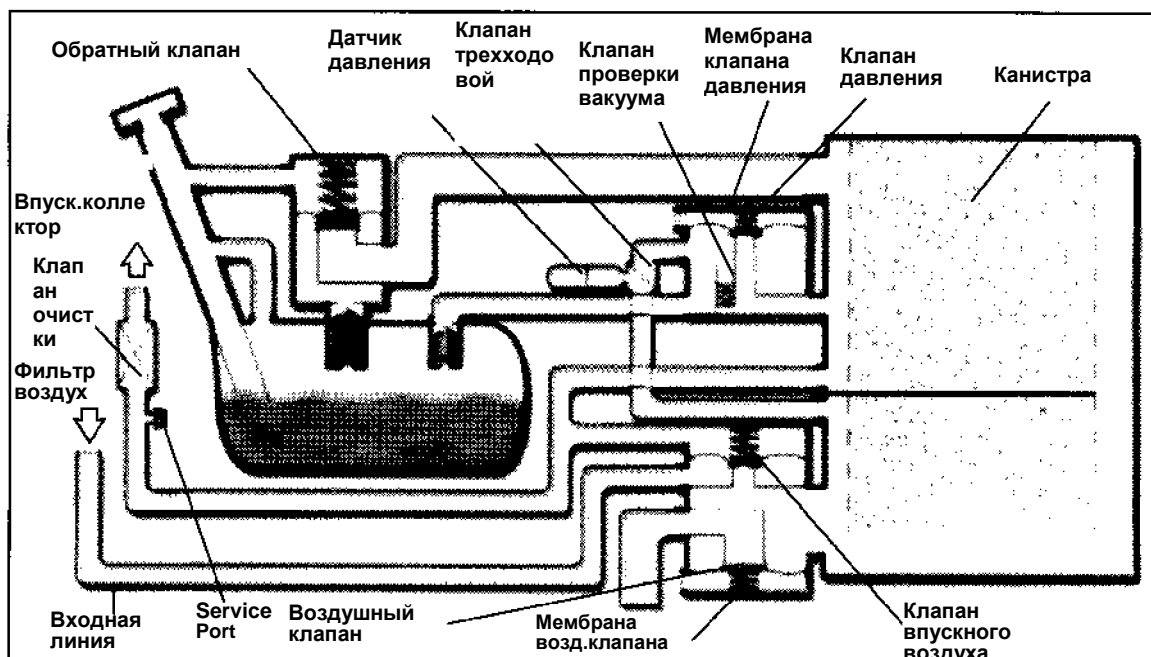 Обратный клапан
Датчик
давления
Клапан
трехходо
вой
Клапан
проверки
вакуума
Мембрана
клапана
давления
Клапан
давления
Канистра
Впуск.колле
ктор
Клап
ан
очист
ки
Фильтр
воздух
Входная
линия
Service
Port
Воздушный
клапан
Мембрана
возд.клапана
Клапан
впускного
воздуха